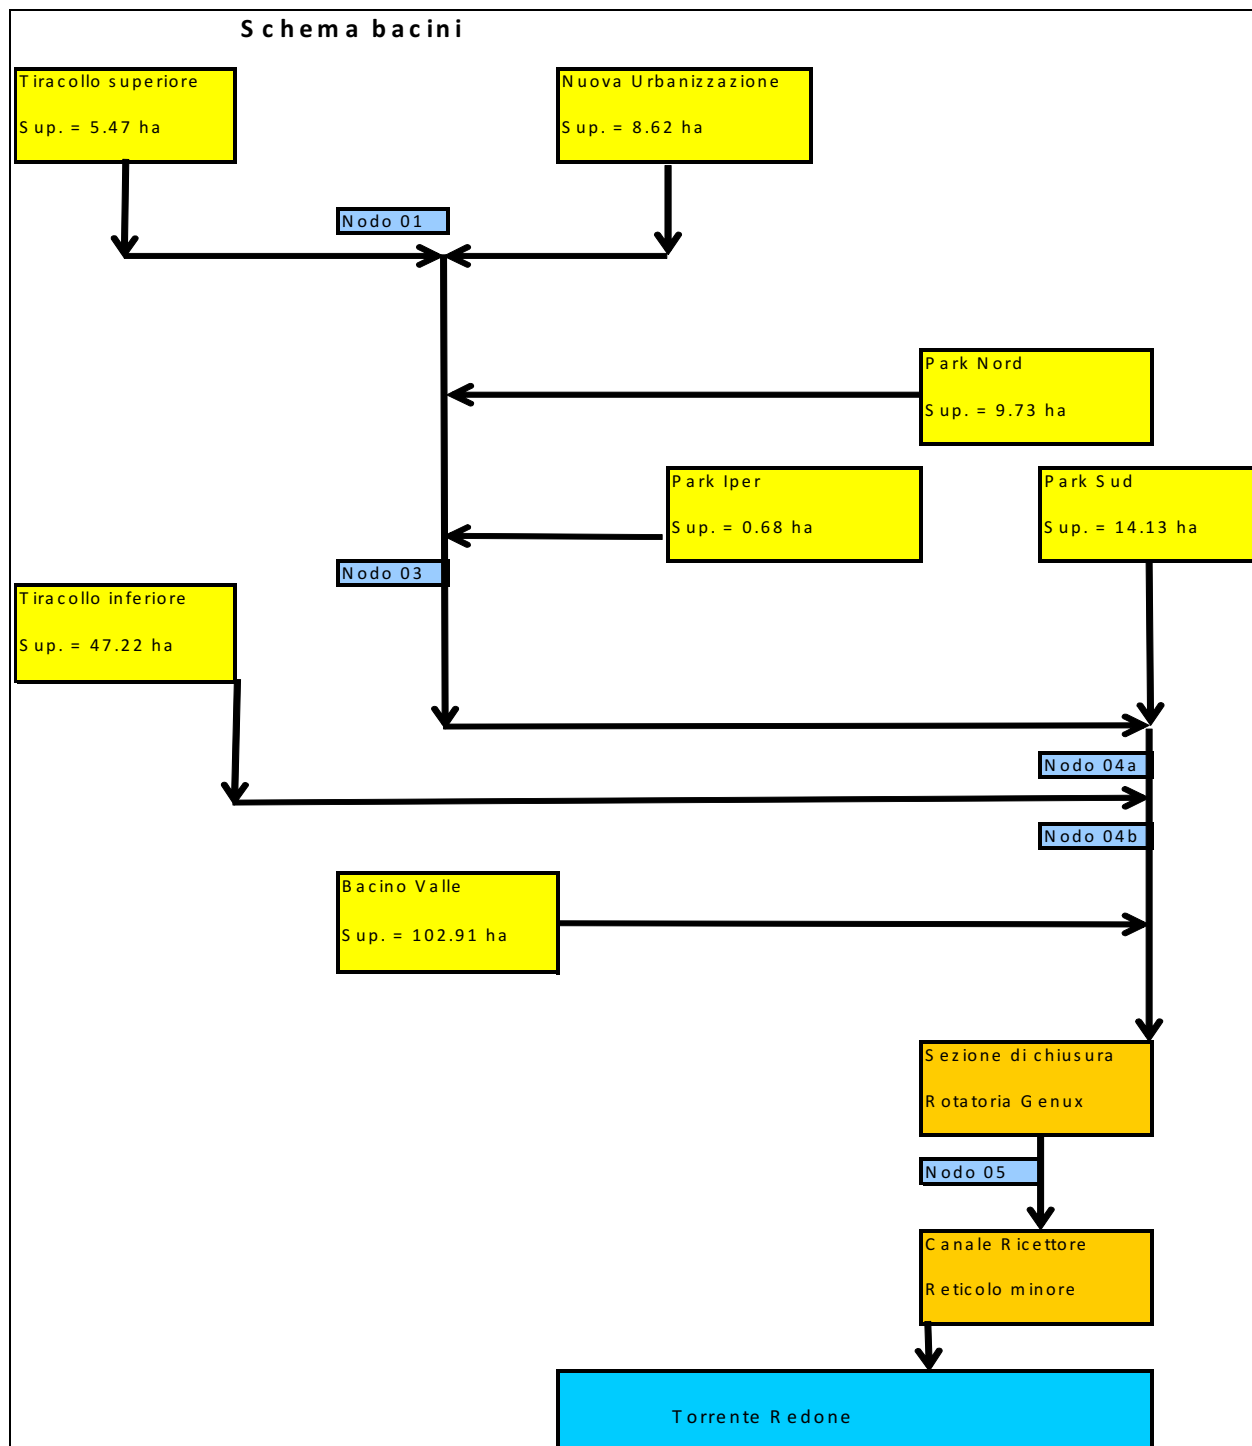 Schema bacini
Tiracollo superiore
Sup. = 5.47 ha
Nuova Urbanizzazione
Sup. = 8.62 ha
Nodo 01
Park Nord
Sup. = 9.73 ha
Park Iper
Sup. = 0.68 ha
Park Sud
Sup. = 14.13 ha
Nodo 03
Tiracollo inferiore
Sup. = 47.22 ha
Nodo 04a
Nodo 04b
Bacino Valle
Sup. = 102.91 ha
Sezione di chiusura
Rotatoria Genux
Nodo 05
Canale Ricettore
Reticolo minore
Torrente Redone